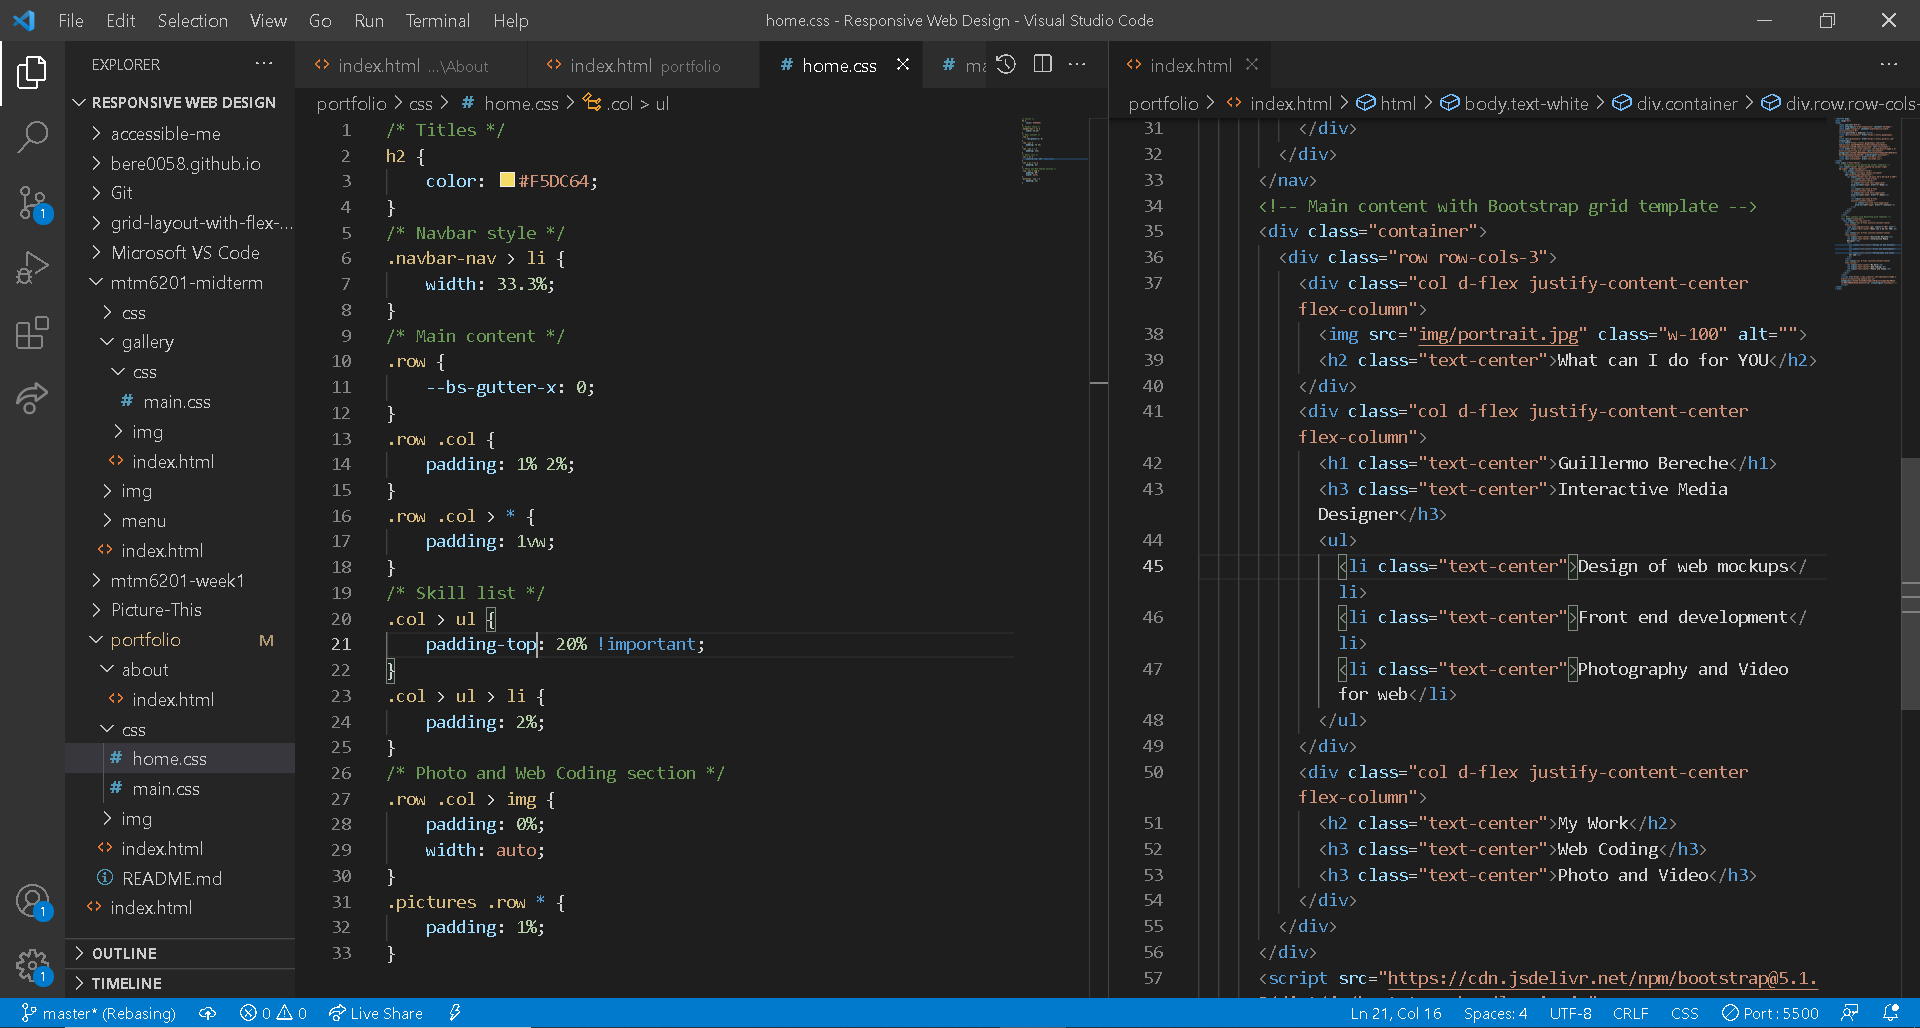 File Edit Selection View Go Run Terminal Help
home.css - Responsive Web Design - Visual Studio Code
EXPLORER
RESPONSIVE WEB DESIGN
accessible-me
bere0058.github.io
Git
grid-layout-with-flex-...
Microsoft VS Code
mtm6201-midterm
css
gallery
css
# main.css
img
<> index.html
img
menu
<> index.html
mtm6201-week1
Picture-This
portfolio M
about
<> index.html
css
# home.css
# main.css
img
<> index.html
README.md
<> index.html
OUTLINE
TIMELINE
1
1
1
<> index.html ...\About
<> index.html portfolio
# home.css
# ma
portfolio > css > # home.css > .col > ul
1 /* Titles */
2 h2 {
3 color: #F5DC64;
4 }
5 /* Navbar style */
6 .navbar-nav > li {
7 width: 33.3%;
8 }
9 /* Main content */
10 .row {
11 --bs-gutter-x: 0;
12 }
13 .row .col {
14 padding: 1% 2%;
15 }
16 .row .col > * {
17 padding: 1vw;
18 }
19 /* Skill list */
20 .col > ul {
21 padding-top: 20% !important;
22 }
23 .col > ul > li {
24 padding: 2%;
25 }
26 /* Photo and Web Coding section */
27 .row .col > img {
28 padding: 0%;
29 width: auto;
30 }
31 .pictures .row * {
32 padding: 1%;
33 }
<> index.html
portfolio > <> index.html > html > body.text-white > div.container > div.row.row-cols-
31 </div>
32 </div>
33 </nav>
34 <!-- Main content with Bootstrap grid template -->
35 <div class="container">
36 <div class="row row-cols-3">
37 <div class="col d-flex justify-content-center
flex-column">
38 <img src="img/portrait.jpg" class="w-100" alt="">
39 <h2 class="text-center">What can I do for YOU</h2>
40 </div>
41 <div class="col d-flex justify-content-center
flex-column">
42 <h1 class="text-center">Guillermo Bereche</h1>
43 <h3 class="text-center">Interactive Media
Designer</h3>
44 <ul>
45 <li class="text-center">Design of web mockups</
li>
46 <li class="text-center">Front end development</
li>
47 <li class="text-center">Photography and Video
for web</li>
48 </ul>
49 </div>
50 <div class="col d-flex justify-content-center
flex-column">
51 <h2 class="text-center">My Work</h2>
52 <h3 class="text-center">Web Coding</h3>
53 <h3 class="text-center">Photo and Video</h3>
54 </div>
55 </div>
56 </div>
57 <script src="https://cdn.jsdelivr.net/npm/bootstrap@5.1.
master* (Rebasing) 0 0 Live Share
Ln 21, Col 16 Spaces: 4 UTF-8 CRLF CSS Port : 5500